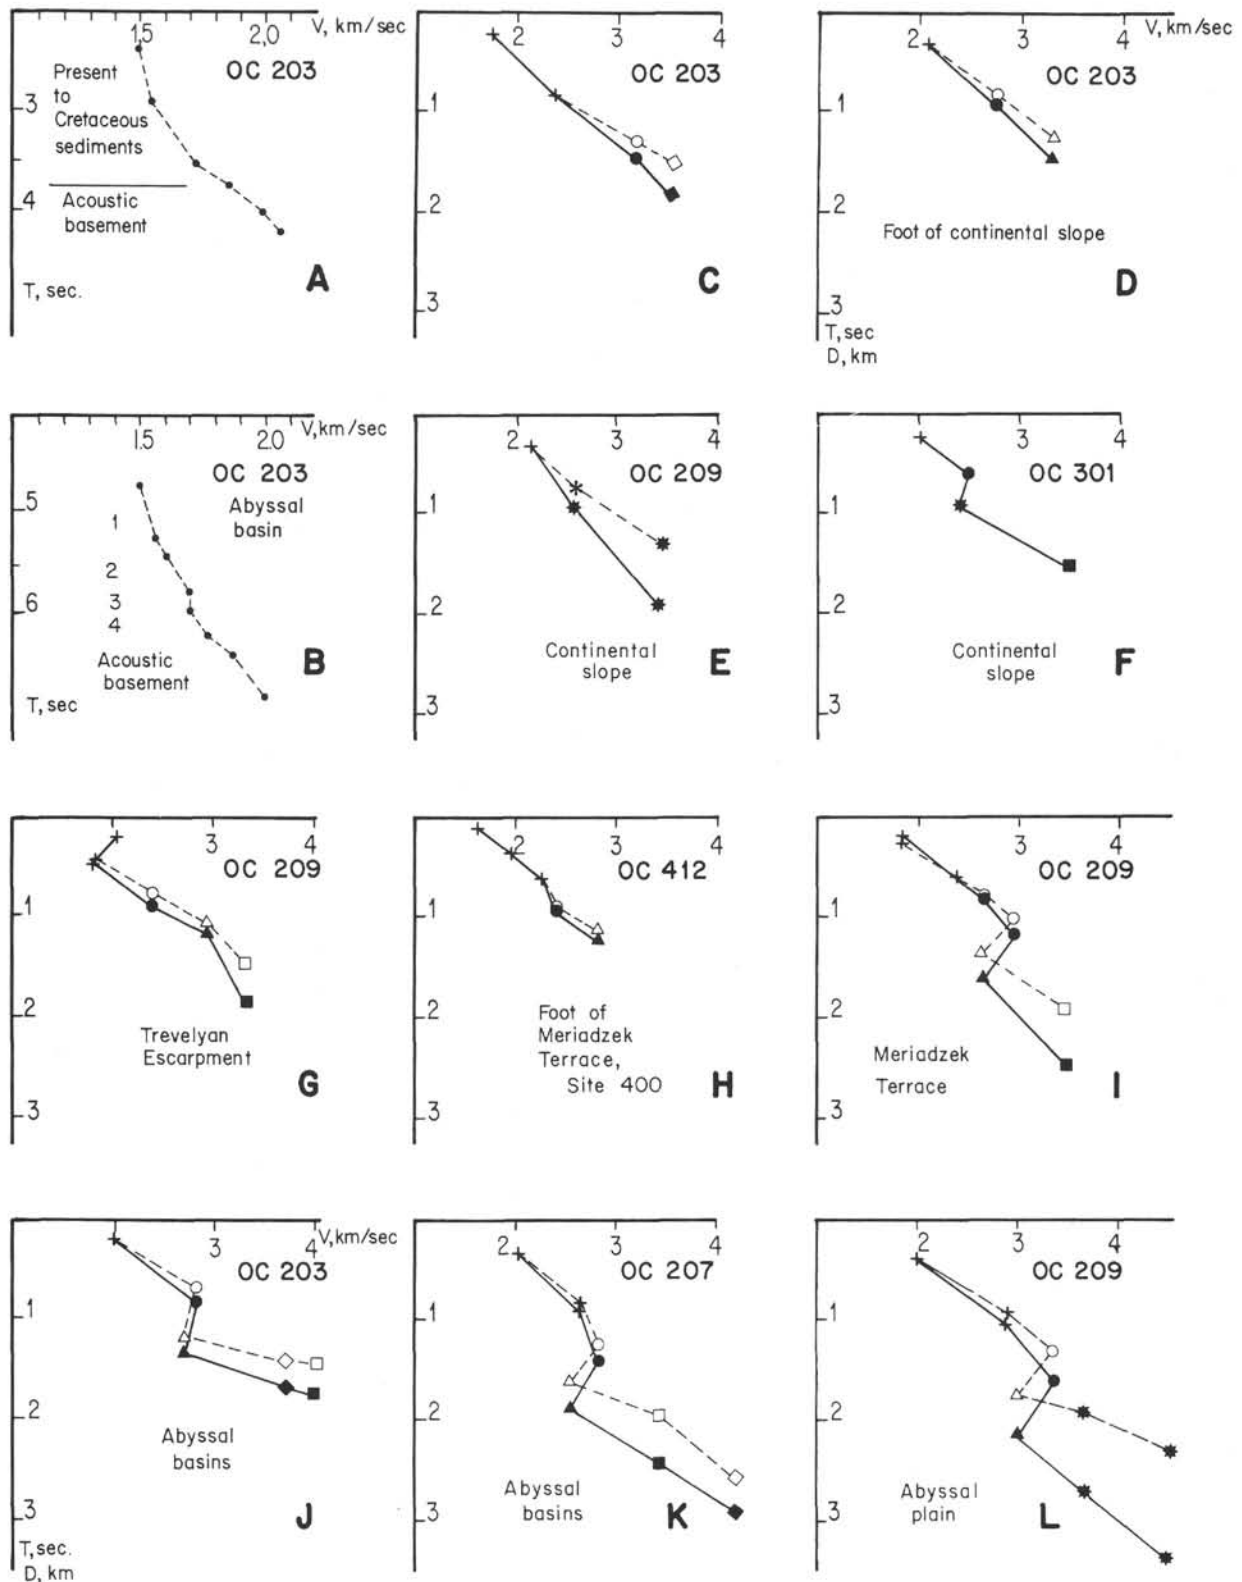 1,5 2,0 V, km/sec
OC 203
Present
to
Cretaceous
sediments
3
4
Acoustic
basement
T, sec.
A
2 3 4
OC 203
1
2
3
C
2 3 4 V, km/sec
OC 203
1
2
Foot of continental slope
3
T, sec
D, km
D
1.5 2.0 V, km/sec
OC 203
Abyssal
basin
5
1
2
6
3
4
Acoustic
basement
T, sec
B
2 3 4
OC 209
1
2
Continental
slope
3
E
3 4
OC 301
1
2
Continental
slope
3
F
3 4
OC 209
1
2
Trevelyan
Escarpment
3
G
2 3 4
OC 412
1
2
Foot of
Meriadzek
Terrace,
Site 400
3
H
3 4
OC 209
1
2
Meriadzek
Terrace
3
I
3 4 V, km/sec
OC 203
1
2
Abyssal
basins
3
T, sec.
D, km
J
2 3 4
OC 207
1
2
Abyssal
basins
3
K
2 3 4
OC 209
1
2
Abyssal
plain
3
L